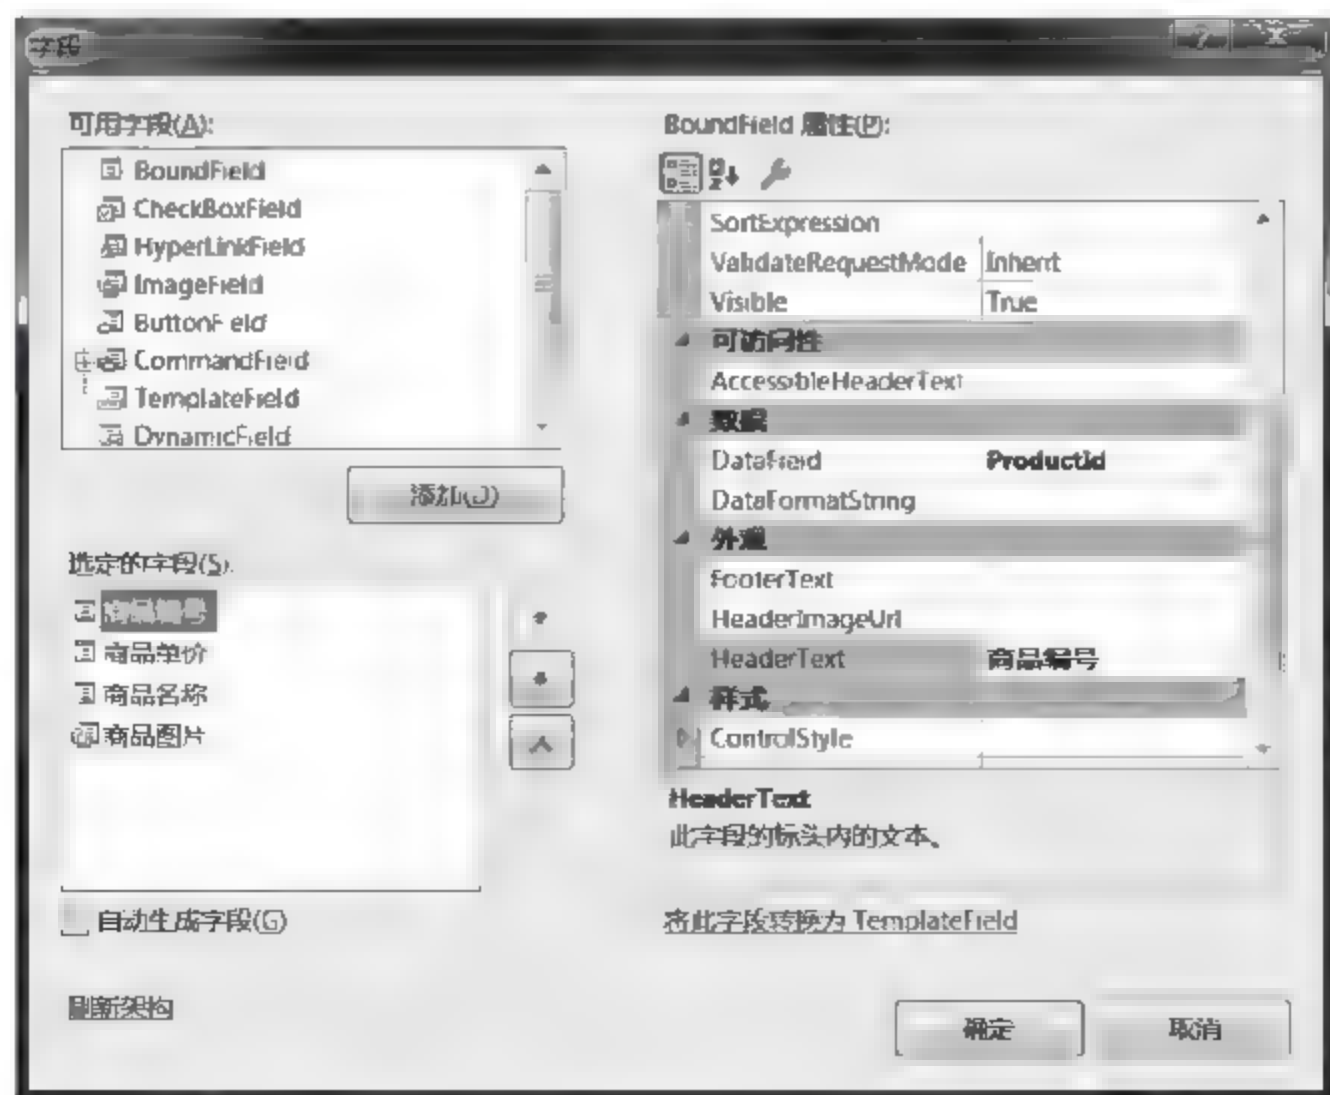 字段
可用字段(A):
BoundField
CheckBoxField
HyperLinkField
ImageField
ButtonField
CommandField
TemplateField
DynamicField
添加(D)
选定的字段(S):
商品编号
商品单价
商品名称
商品图片
自动生成字段(G)
刷新架构
BoundField 属性(P):
SortExpression
ValidateRequestMode Inherit
Visible True
可访问性
AccessibleHeaderText
数据
DataField ProductId
DataFormatString
外观
FooterText
HeaderImageUrl
HeaderText 商品编号
样式
ControlStyle
HeaderText
此字段的标头内的文本。
将此字段转换为 TemplateField
确定
取消